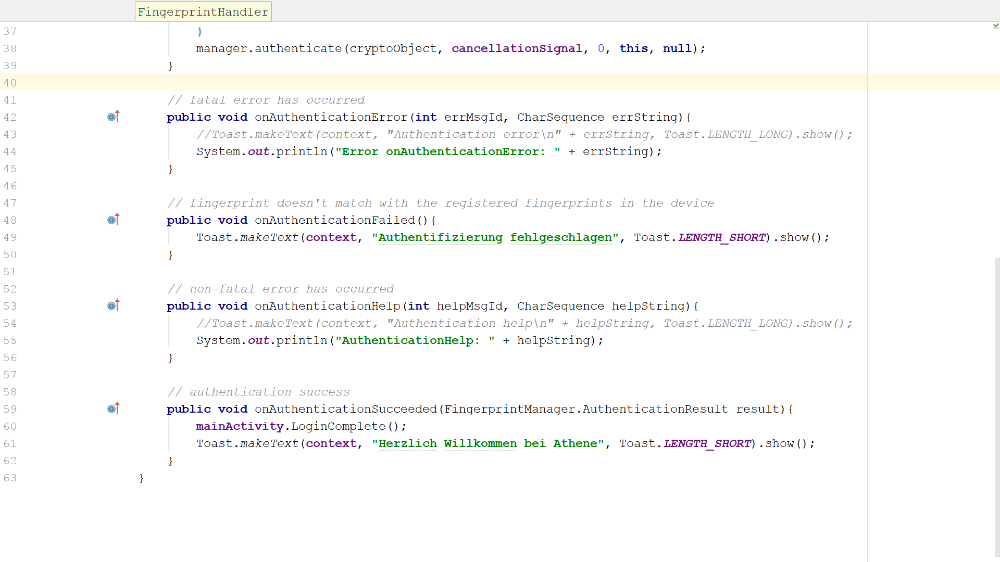 FingerprintHandler
37 }
38 manager.authenticate(cryptoObject, cancellationSignal, 0, this, null);
39 }
40
41 // fatal error has occurred
42 public void onAuthenticationError(int errMsgId, CharSequence errString){
43 //Toast.makeText(context, "Authentication error\n" + errString, Toast.LENGTH_LONG).show();
44 System.out.println("Error onAuthenticationError: " + errString);
45 }
46
47 // fingerprint doesn't match with the registered fingerprints in the device
48 public void onAuthenticationFailed(){
49 Toast.makeText(context, "Authentifizierung fehlgeschlagen", Toast.LENGTH_SHORT).show();
50 }
51
52 // non-fatal error has occurred
53 public void onAuthenticationHelp(int helpMsgId, CharSequence helpString){
54 //Toast.makeText(context, "Authentication help\n" + helpString, Toast.LENGTH_LONG).show();
55 System.out.println("AuthenticationHelp: " + helpString);
56 }
57
58 // authentication success
59 public void onAuthenticationSucceeded(FingerprintManager.AuthenticationResult result){
60 mainActivity.LoginComplete();
61 Toast.makeText(context, "Herzlich Willkommen bei Athene", Toast.LENGTH_SHORT).show();
62 }
63 }